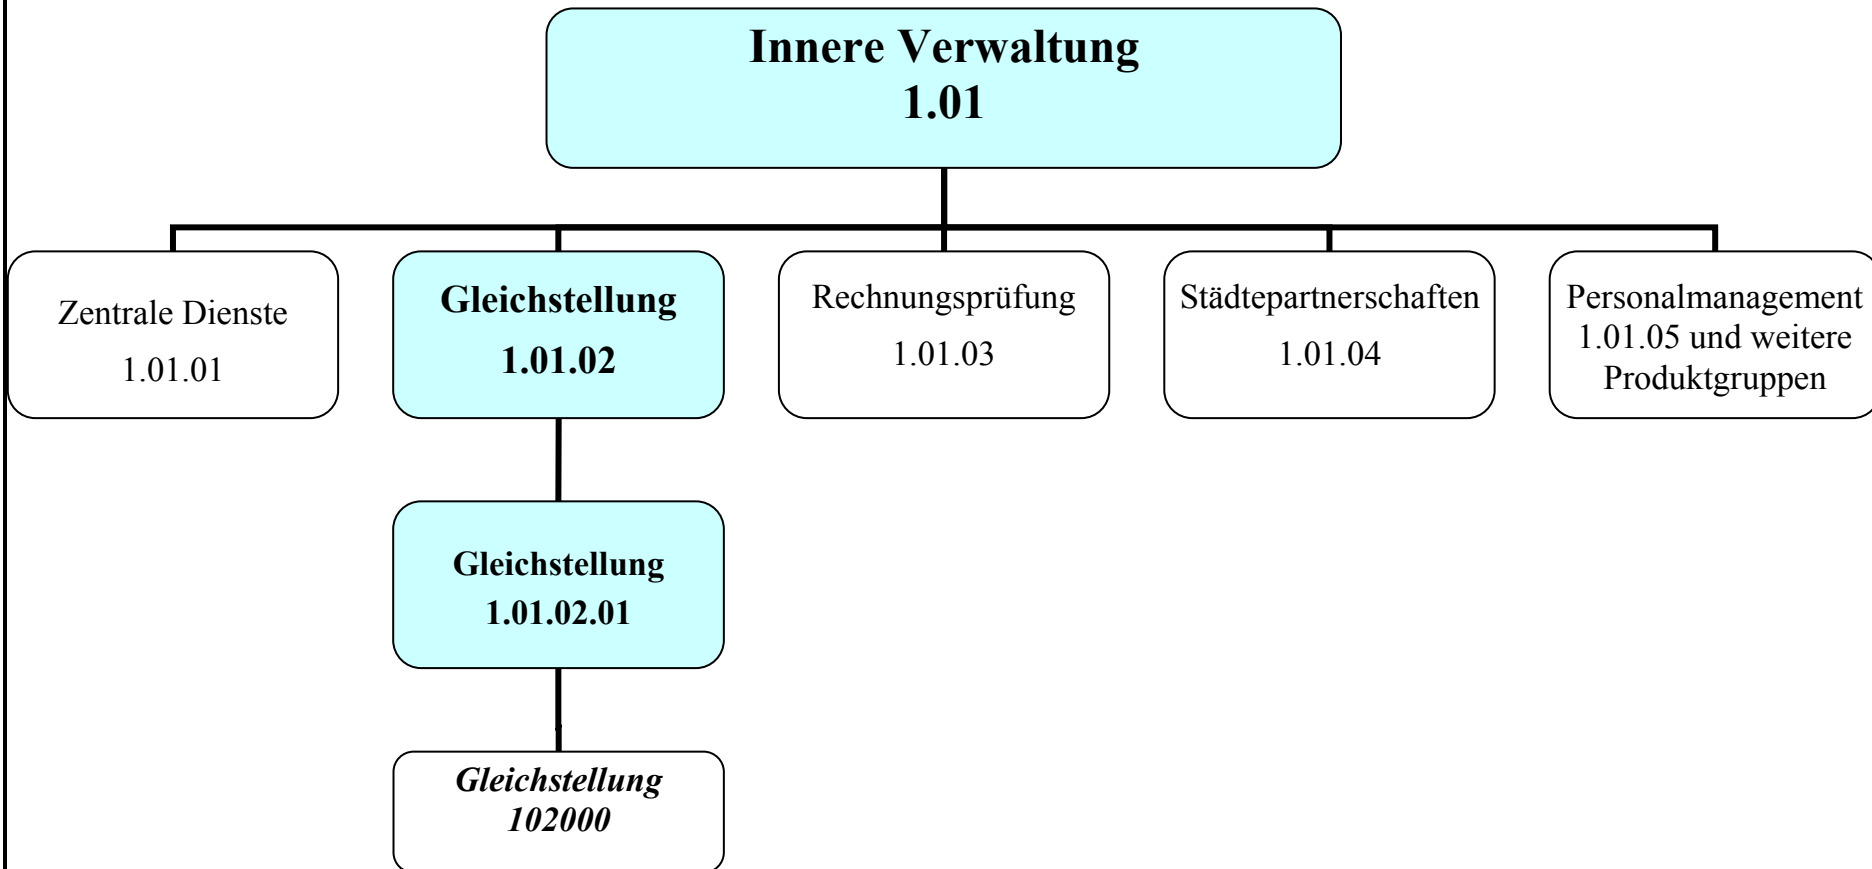 Innere Verwaltung
1.01
Zentrale Dienste
1.01.01
Gleichstellung
1.01.02
Rechnungsprüfung
1.01.03
Städtepartnerschaften
1.01.04
Personalmanagement
1.01.05 und weitere
Produktgruppen
Gleichstellung
1.01.02.01
Gleichstellung
102000